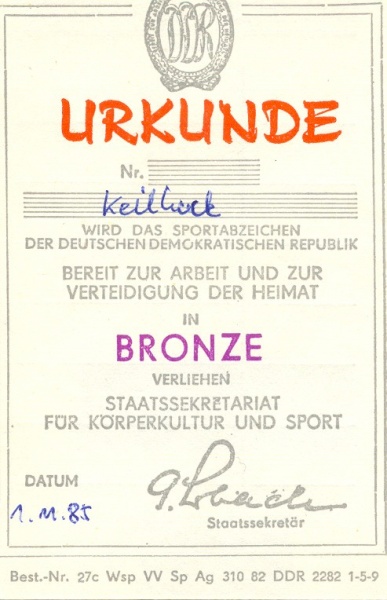 DDR
URKUNDE
Nr.
Keilhack
WIRD DAS SPORTABZEICHEN
DER DEUTSCHEN DEMOKRATISCHEN REPUBLIK
BEREIT ZUR ARBEIT UND ZUR
VERTEIDIGUNG DER HEIMAT
IN
BRONZE
VERLIEHEN
STAATSSEKRETARIAT
FÜR KÖRPERKULTUR UND SPORT
DATUM
1.11.85
Staatssekretär
Best.-Nr. 27c Wsp VV Sp Ag 310 82 DDR 2282 1-5-9